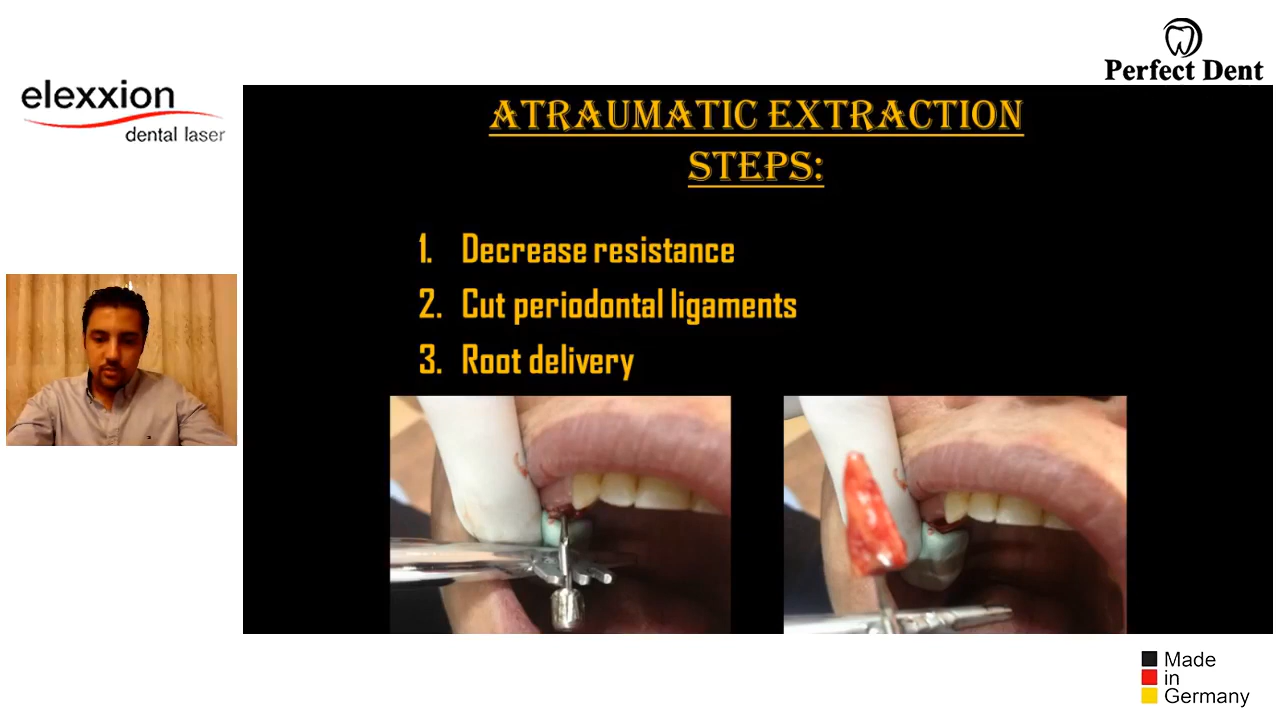 Perfect Dent
elexxion
dental laser
ATRAUMATIC EXTRACTION
STEPS:
1. Decrease resistance
2. Cut periodontal ligaments
3. Root delivery
Made
in
Germany